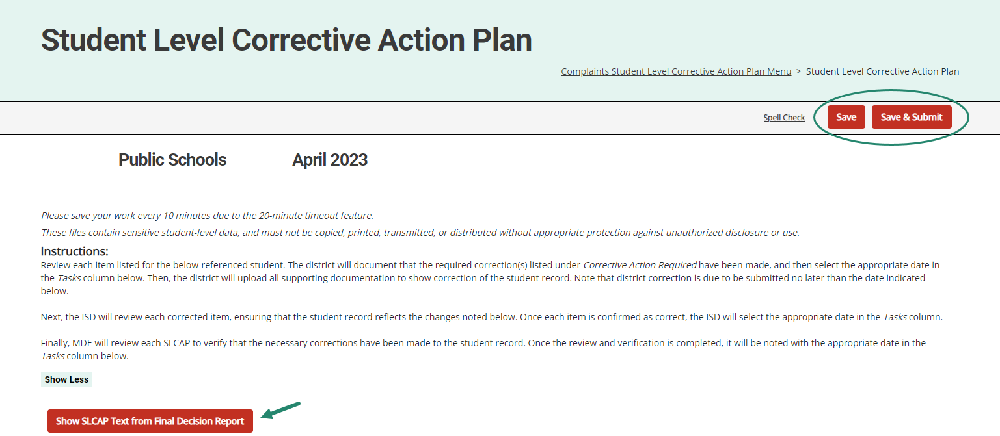 Student Level Corrective Action Plan
Complaints Student Level Corrective Action Plan Menu > Student Level Corrective Action Plan
Spell Check Save Save & Submit
Public Schools April 2023
Please save your work every 10 minutes due to the 20-minute timeout feature.
These files contain sensitive student-level data, and must not be copied, printed, transmitted, or distributed without appropriate protection against unauthorized disclosure or use.
Instructions:
Review each item listed for the below-referenced student. The district will document that the required correction(s) listed under Corrective Action Required have been made, and then select the appropriate date in
the Tasks column below. Then, the district will upload all supporting documentation to show correction of the student record. Note that district correction is due to be submitted no later than the date indicated
below.
Next, the ISD will review each corrected item, ensuring that the student record reflects the changes noted below. Once each item is confirmed as correct, the ISD will select the appropriate date in the Tasks column.
Finally, MDE will review each SLCAP to verify that the necessary corrections have been made to the student record. Once the review and verification is completed, it will be noted with the appropriate date in the
Tasks column below.
Show Less
Show SLCAP Text from Final Decision Report